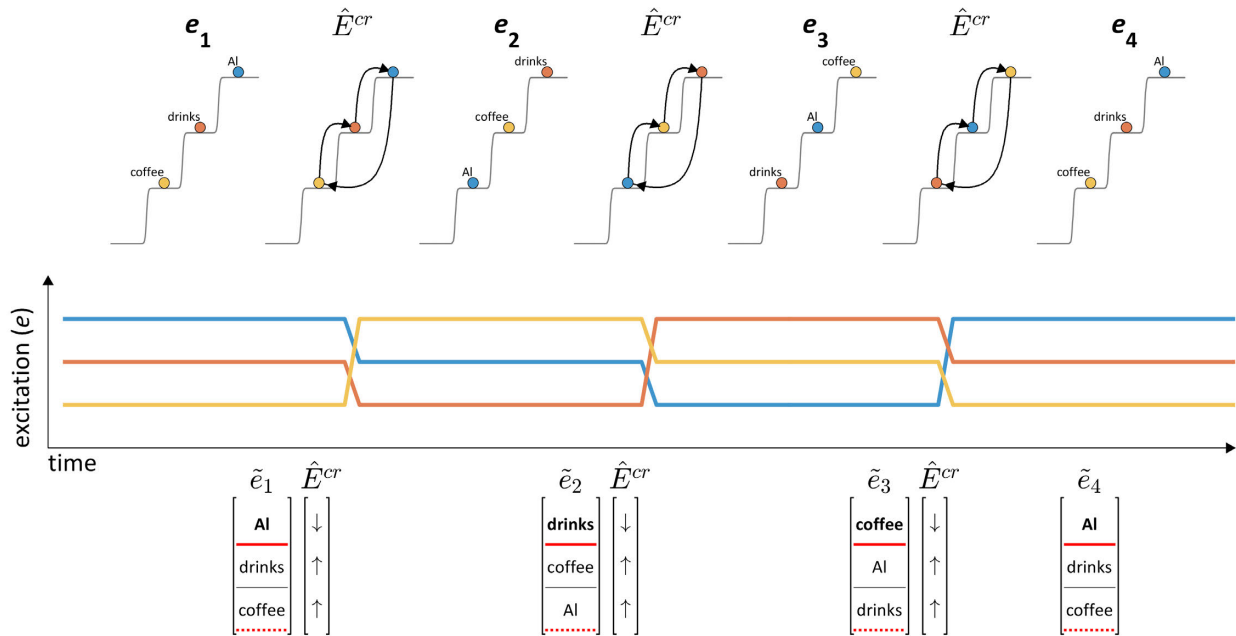 e1 Ê^cr e2 Ê^cr e3 Ê^cr e4
Al drinks coffee Al
drinks coffee Al drinks
coffee Al drinks coffee
excitation (e)
time
ẽ1 Ê^cr ẽ2 Ê^cr ẽ3 Ê^cr ẽ4
Al ↓ drinks ↓ coffee ↓ Al
drinks ↑ coffee ↑ Al ↑ drinks
coffee ↑ Al ↑ drinks ↑ coffee